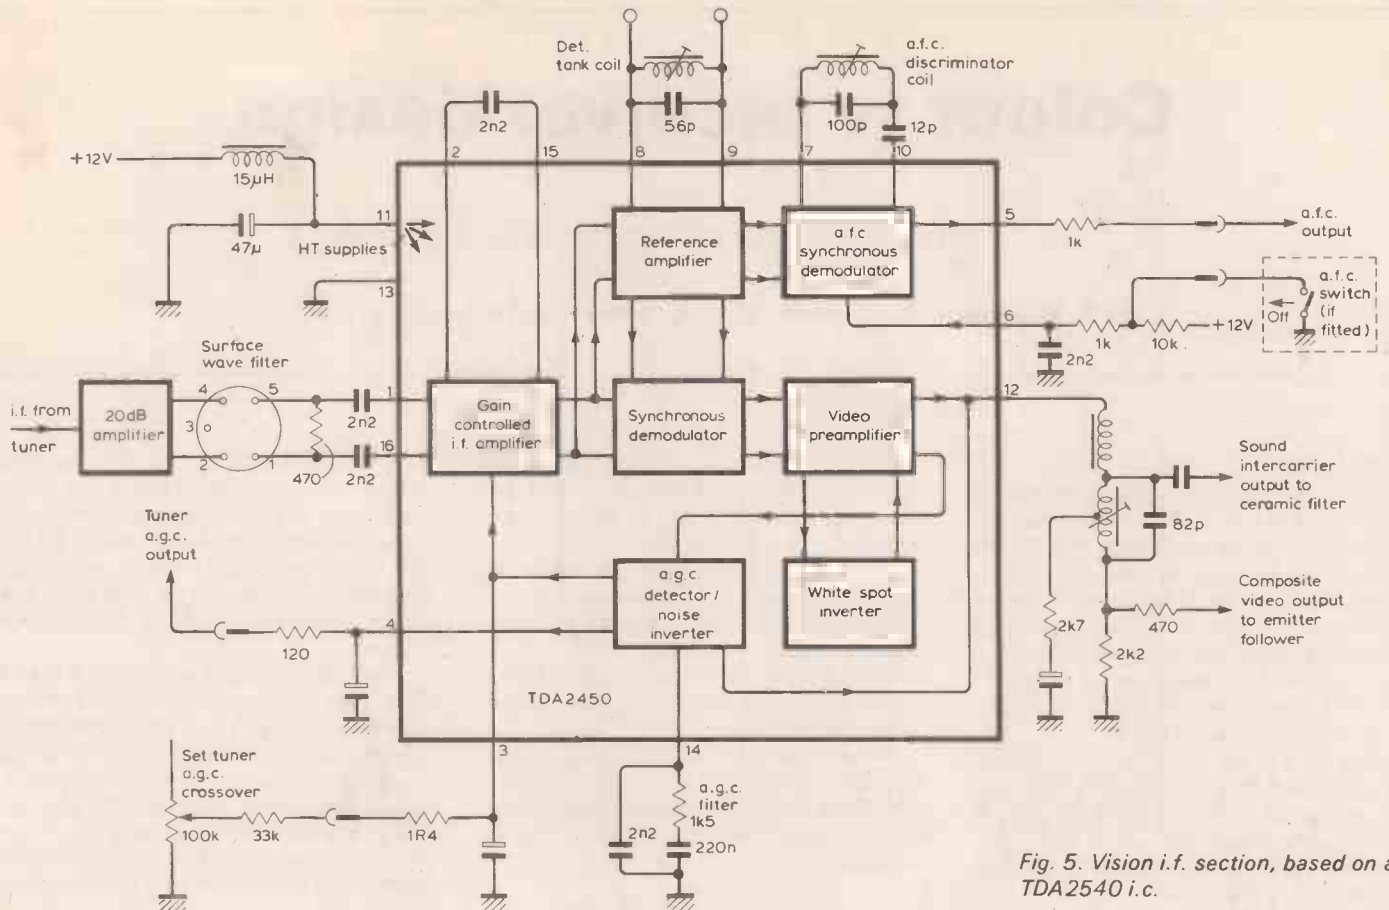 Det.
tank coil
56p
a.f.c.
discriminator
coil
100p
12p
2n2
2
15
8
9
7
10
+12V
15µH
47µ
HT supplies
11
13
Reference
amplifier
a.f.c
synchronous
demodulator
5
1k
a.f.c.
output
6
2n2
1k
10k
+12V
Off
a.f.c.
switch
(if
fitted)
i.f. from
tuner
20dB
amplifier
Surface
wave filter
4
5
3
2
1
470
2n2
2n2
1
16
Gain
controlled
i.f. amplifier
Synchronous
demodulator
Video
preamplifier
12
Sound
intercarrier
output to
ceramic filter
82p
Composite
video output
to emitter
follower
470
2k7
2k2
Tuner
a.g.c.
output
120
4
a.g.c.
detector/
noise
inverter
White spot
inverter
TDA2450
3
14
Set tuner
a.g.c.
crossover
100k
33k
1R4
2n2
a.g.c.
filter
1k5
220n
Fig. 5. Vision i.f. section, based on a
TDA2540 i.c.